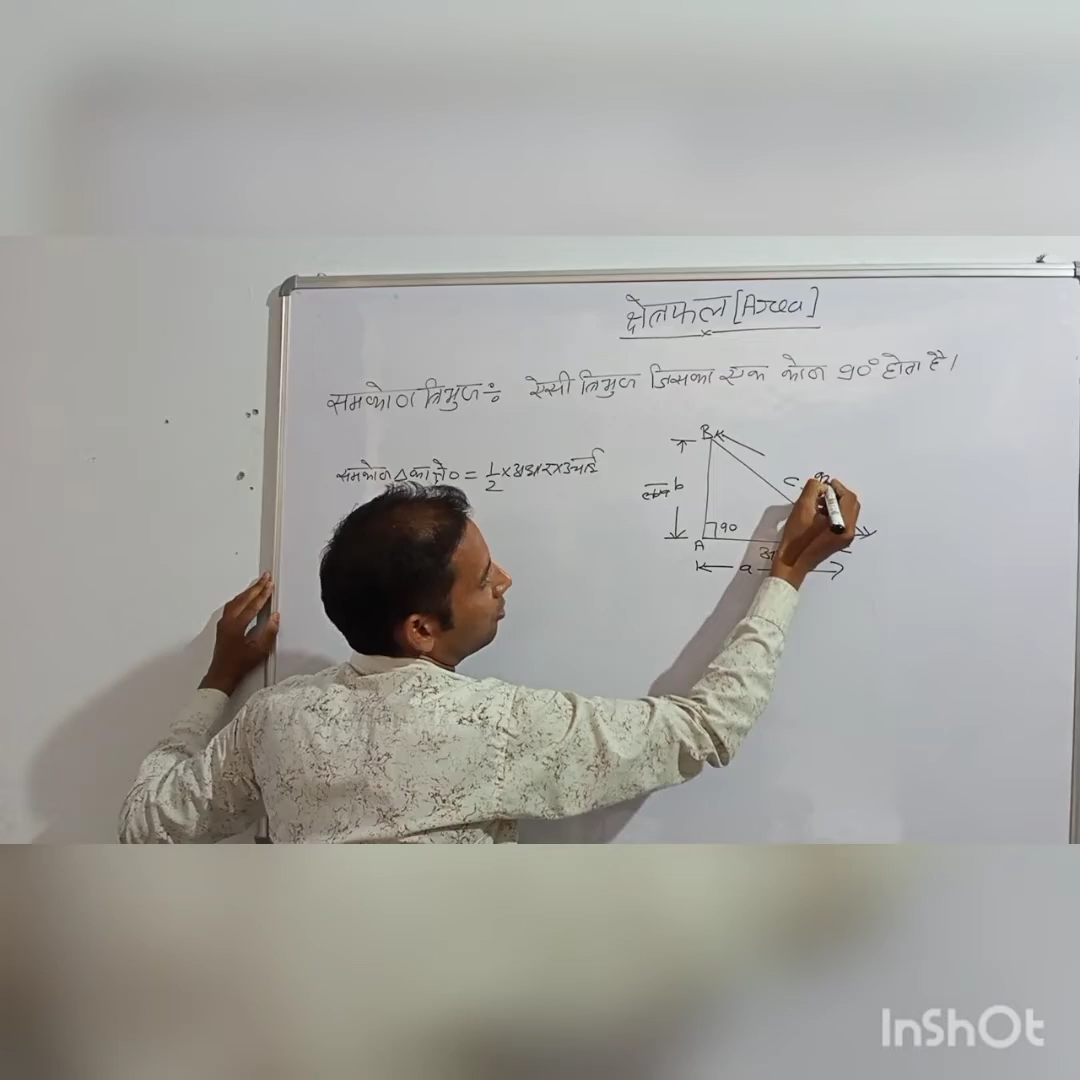 क्षेत्रफल [Area]
समकोण त्रिभुज ÷ ऐसी त्रिभुज जिसका एक कोण 90° होता है।
समकोण △ का क्षे० = 1/2 × आधार × ऊंचाई
B
C
b
90
A
a
InShOt